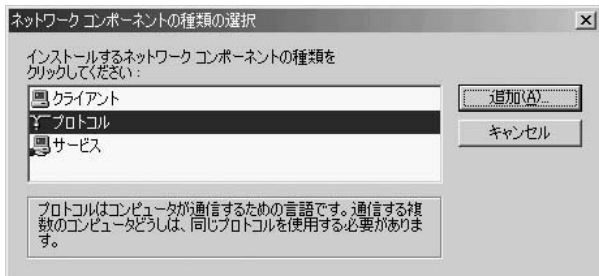 ネットワーク コンポーネントの種類の選択
インストールするネットワーク コンポーネントの種類を
クリックしてください：
クライアント
追加(A)...
プロトコル
キャンセル
サービス
プロトコルはコンピュータが通信するための言語です。通信する複
数のコンピュータどうしは、同じプロトコルを使用する必要がありま
す。